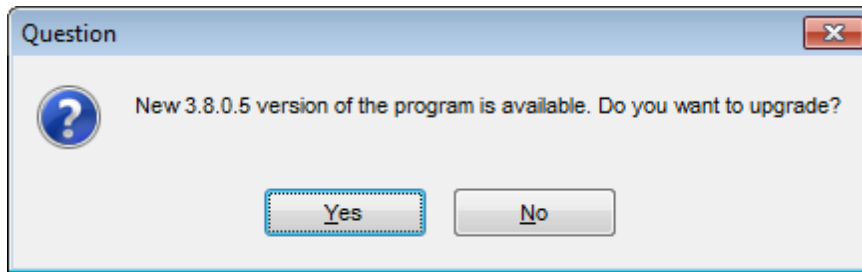 Question
New 3.8.0.5 version of the program is available. Do you want to upgrade?
Yes
No